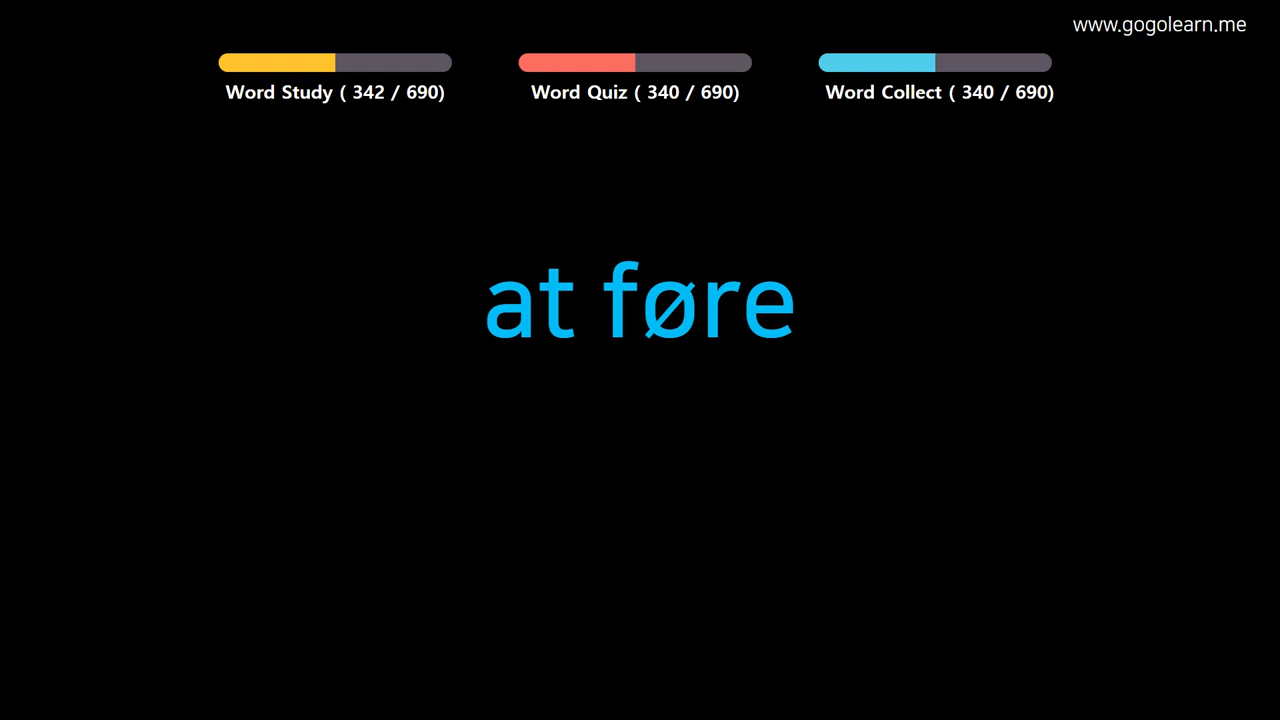 www.gogolearn.me
Word Study ( 342 / 690)
Word Quiz ( 340 / 690)
Word Collect ( 340 / 690)
at føre